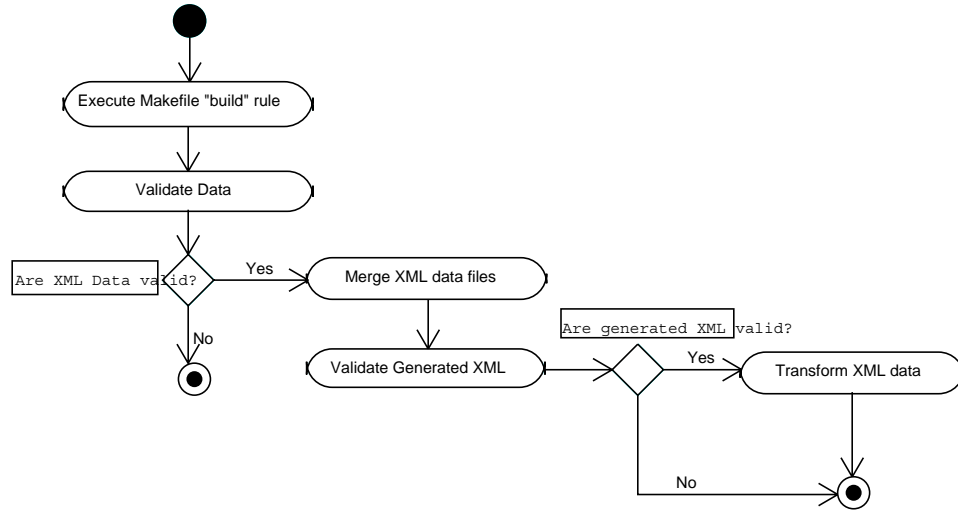 Execute Makefile "build" rule
Validate Data
Are XML Data valid?
Yes
Merge XML data files
No
Are generated XML valid?
Validate Generated XML
Yes
Transform XML data
No